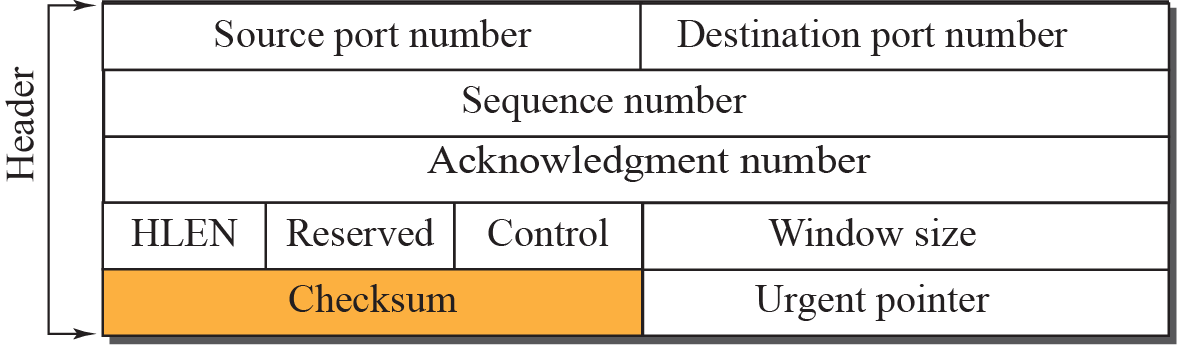 Header
Source port number Destination port number
Sequence number
Acknowledgment number
HLEN Reserved Control Window size
Checksum Urgent pointer